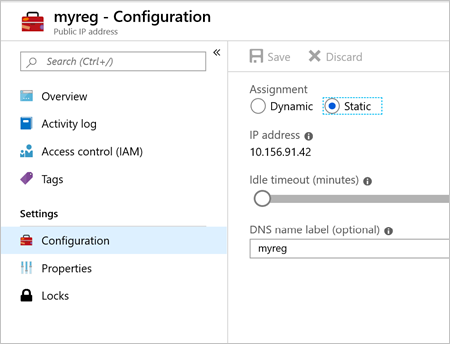 myreg - Configuration
Public IP address
Search (Ctrl+/)
«
Overview
Activity log
Access control (IAM)
Tags
Settings
Configuration
Properties
Locks
Save Discard
Assignment
Dynamic Static
IP address
10.156.91.42
Idle timeout (minutes)
DNS name label (optional)
myreg